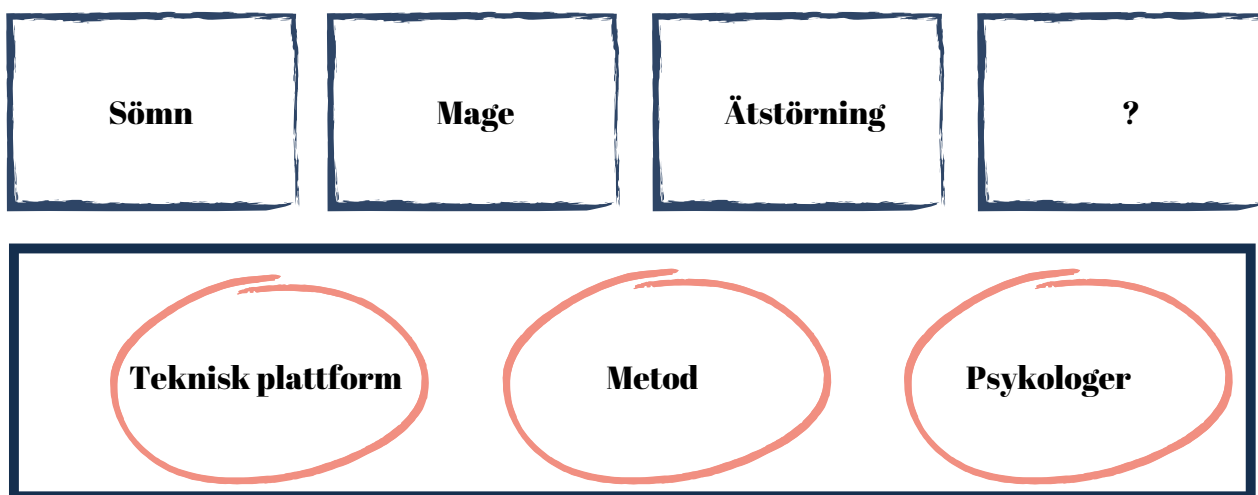 Sömn
Mage
Ätstörning
?
Teknisk plattform
Metod
Psykologer